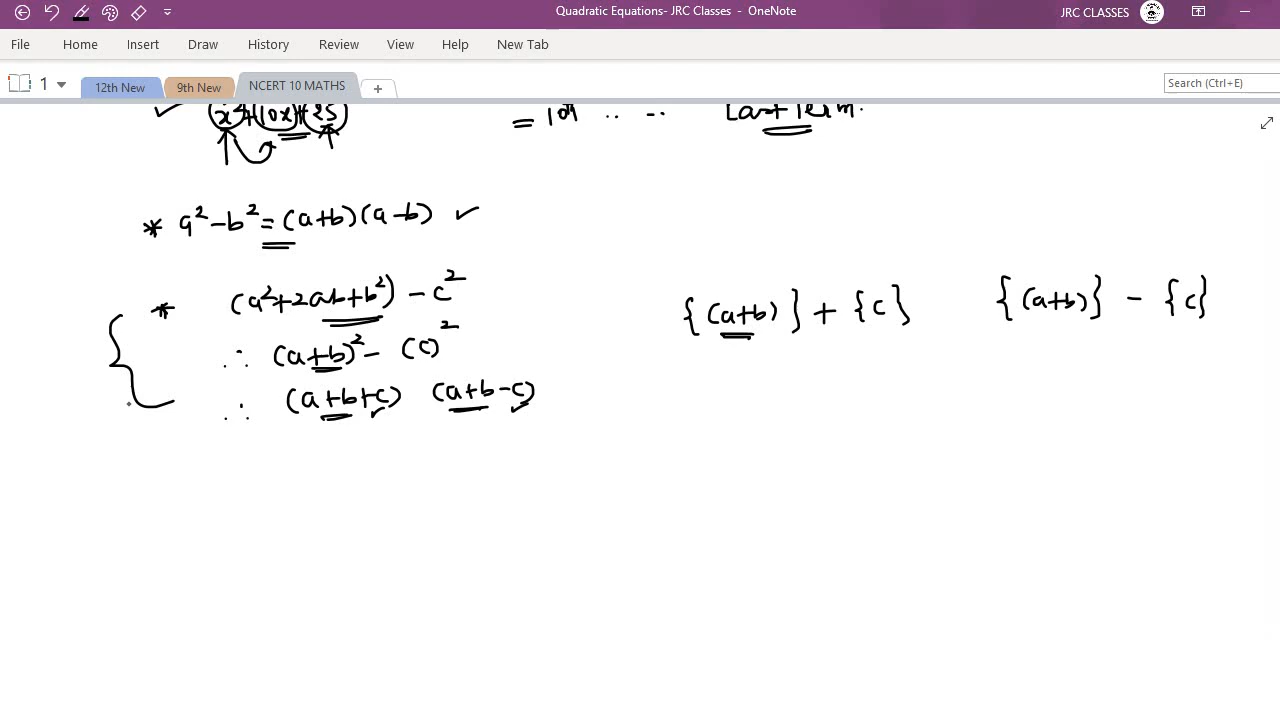 Quadratic Equations- JRC Classes - OneNote
JRC CLASSES
File Home Insert Draw History Review View Help New Tab
1 12th New 9th New NCERT 10 MATHS +
Search (Ctrl+E)
(x²+(10x)+(25) = 10x .. -- Last Term.
* a² - b² = (a+b)(a-b) ✓
* (a²+2ab+b²) - c² {(a+b)} + {c} {(a+b)} - {c}
∴ (a+b)² - (c)²
∴ (a+b+c) (a+b-c)